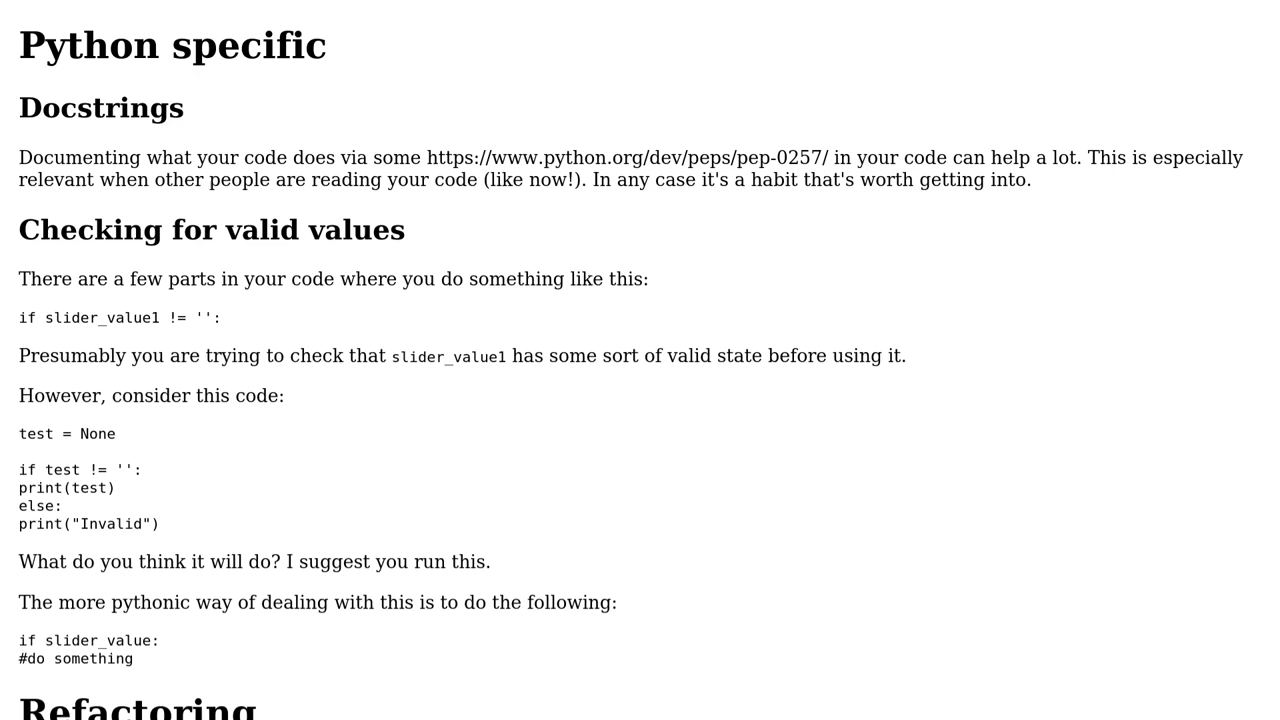 Python specific
Docstrings
Documenting what your code does via some https://www.python.org/dev/peps/pep-0257/ in your code can help a lot. This is especially
relevant when other people are reading your code (like now!). In any case it's a habit that's worth getting into.
Checking for valid values
There are a few parts in your code where you do something like this:
if slider_value1 != '':
Presumably you are trying to check that slider_value1 has some sort of valid state before using it.
However, consider this code:
test = None
if test != '':
print(test)
else:
print("Invalid")
What do you think it will do? I suggest you run this.
The more pythonic way of dealing with this is to do the following:
if slider_value:
#do something
Refactoring